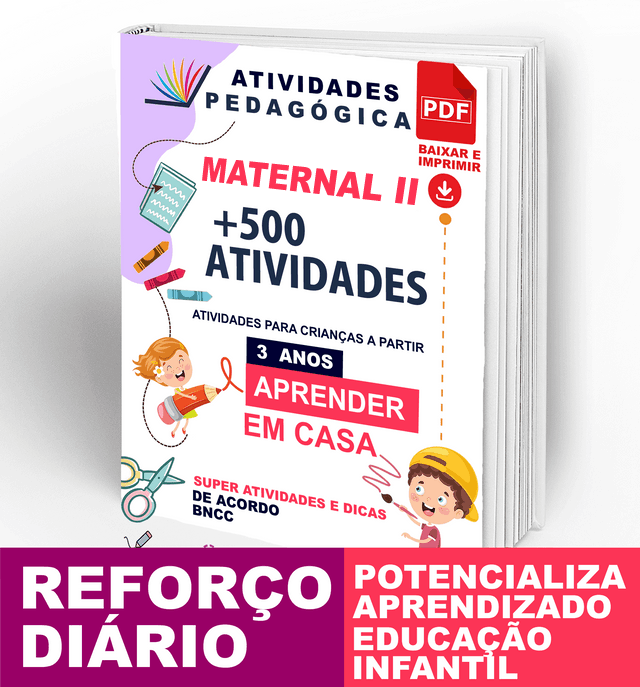 ATIVIDADES
PEDAGÓGICA
PDF
BAIXAR E
IMPRIMIR
MATERNAL II
+500
ATIVIDADES
ATIVIDADES PARA CRIANÇAS A PARTIR
3 ANOS
APRENDER
EM CASA
SUPER ATIVIDADES E DICAS
DE ACORDO
BNCC
REFORÇO
DIÁRIO
POTENCIALIZA
APRENDIZADO
EDUCAÇÃO
INFANTIL